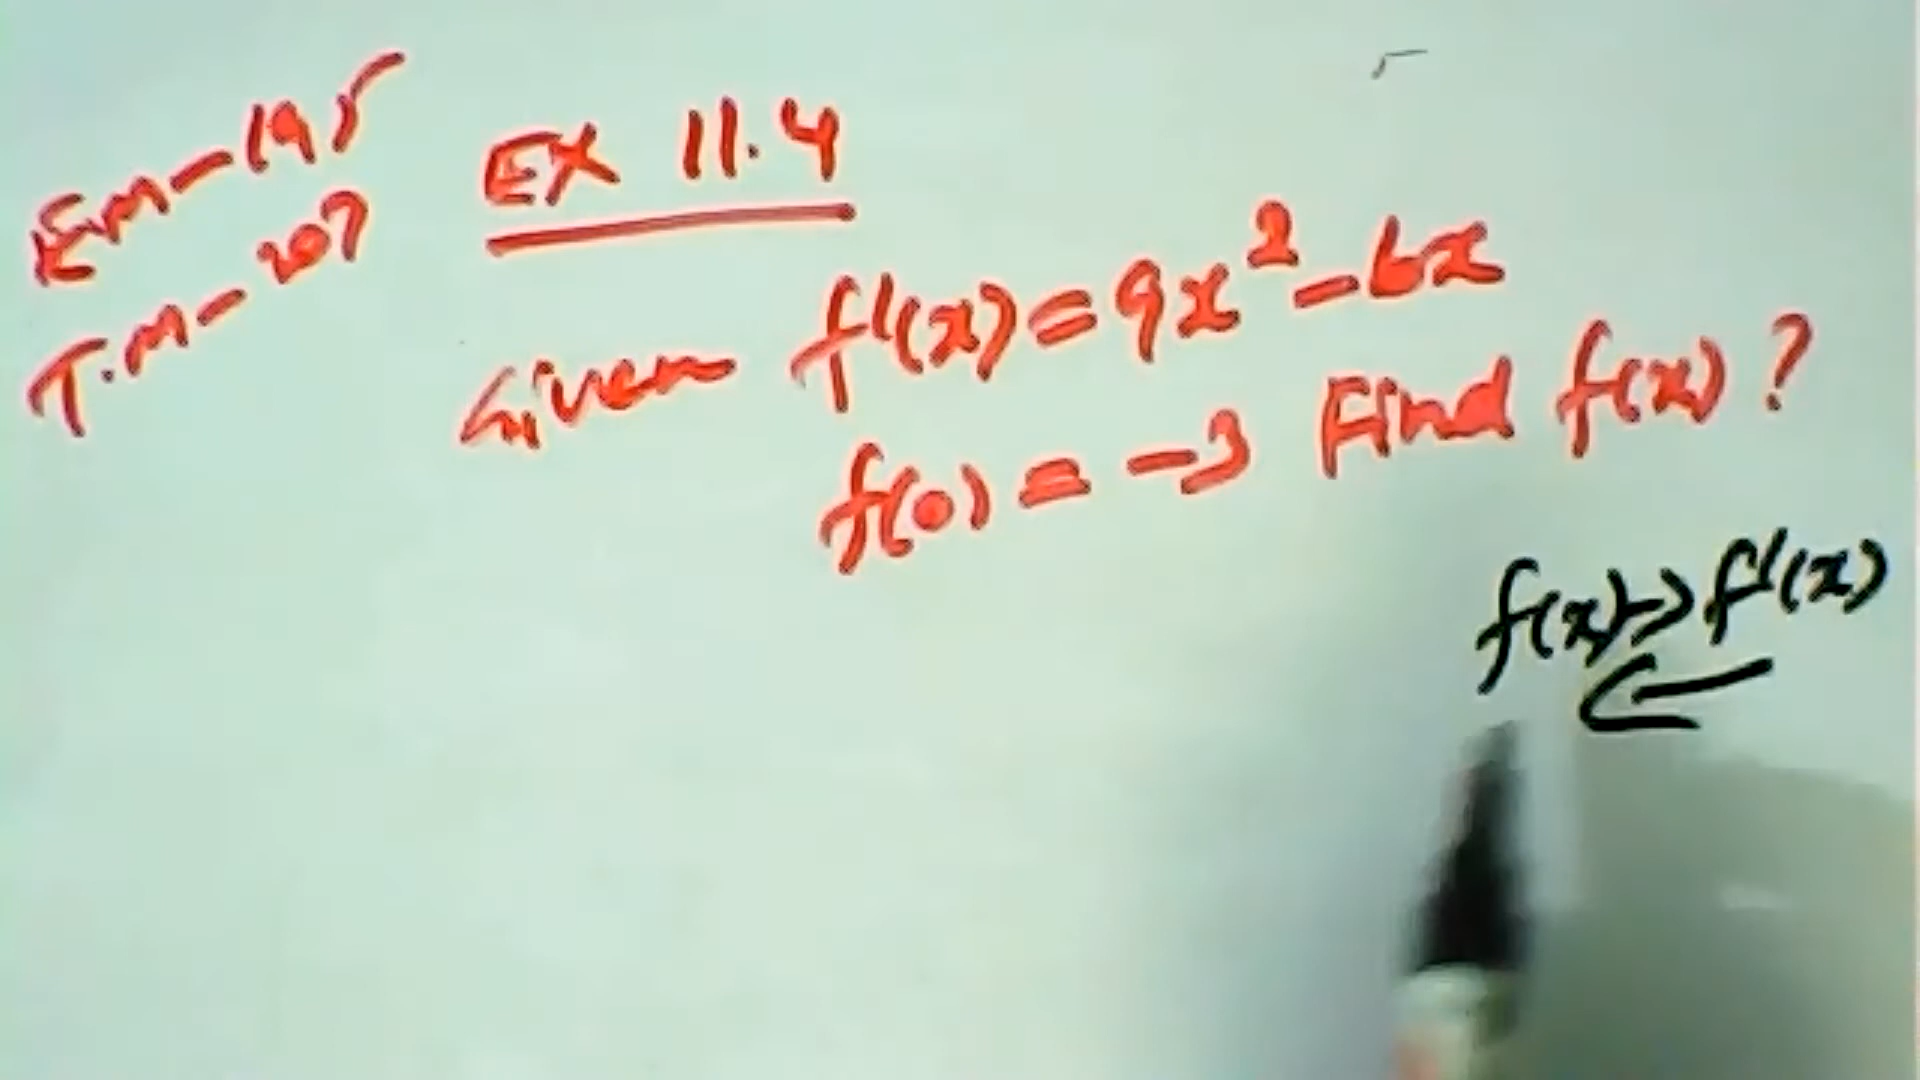 EM-195
T.M-207
EX 11.4
Given f'(x)=9x²-6x
f(0) = -3 Find f(x) ?
f(x)->f'(x)